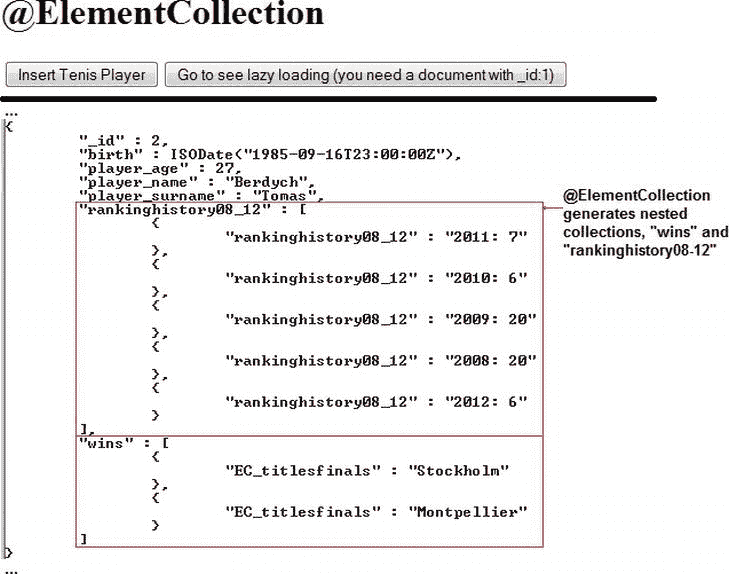 @ElementCollection
Insert Tenis Player
Go to see lazy loading (you need a document with _id:1)
...
{
"_id" : 2,
"birth" : ISODate("1985-09-16T23:00:00Z"),
"player_age" : 27,
"player_name" : "Berdych",
"player_surname" : "Tomas",
"rankinghistory08_12" : [
{
"rankinghistory08_12" : "2011: 7"
},
{
"rankinghistory08_12" : "2010: 6"
},
{
"rankinghistory08_12" : "2009: 20"
},
{
"rankinghistory08_12" : "2008: 20"
},
{
"rankinghistory08_12" : "2012: 6"
}
],
"wins" : [
{
"EC_titlesfinals" : "Stockholm"
},
{
"EC_titlesfinals" : "Montpellier"
}
]
}
...
@ElementCollection
generates nested
collections, "wins" and
"rankinghistory08-12"